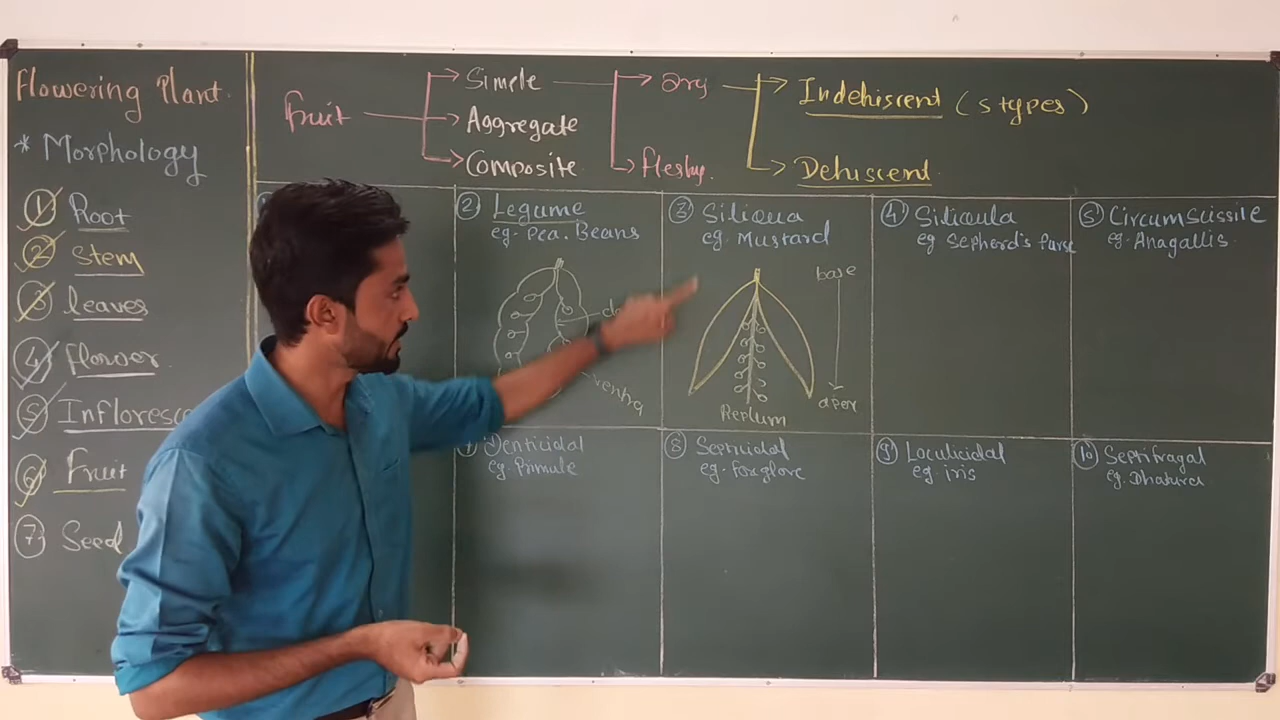 Flowering Plant.
* Morphology
① Root
② Stem
③ leaves
④ flower
⑤ Infloresc
⑥ Fruit
⑦ Seed
fruit
Simple
Aggregate
Composite
Dry
fleshy.
Indehiscent (5 types)
Dehiscent
② Legume
eg. Pea. Beans
ventra
③ Siliqua
eg. Mustard
base
apex
Replum
④ Silicula
eg Sepherd's Purse
⑤ Circumscissile
eg. Anagallis.
Denticidal
eg. Primule
⑧ Septicidal
eg. foxglove
⑨ Loculicidal
eg iris
⑩ Septifragal
eg. Dhatura